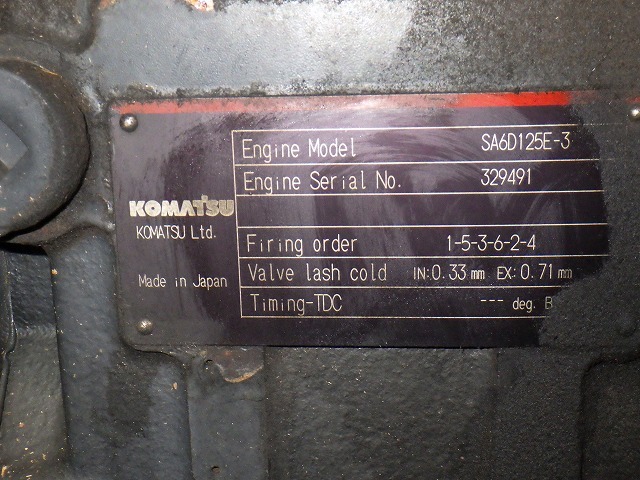 Engine Model SA6D125E-3
Engine Serial No. 329491
KOMATSU
KOMATSU Ltd.
Made in Japan
Firing order 1-5-3-6-2-4
Valve lash cold IN:0.33 mm EX:0.71 mm
Timing-TDC --- deg. B